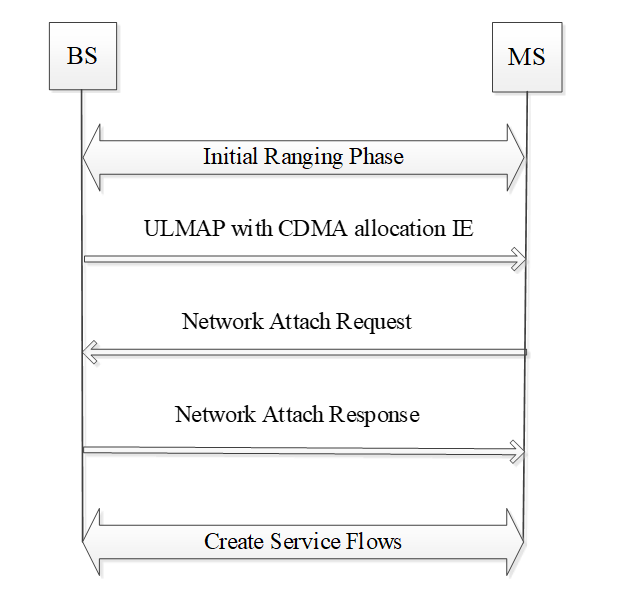 BS
MS
Initial Ranging Phase
ULMAP with CDMA allocation IE
Network Attach Request
Network Attach Response
Create Service Flows